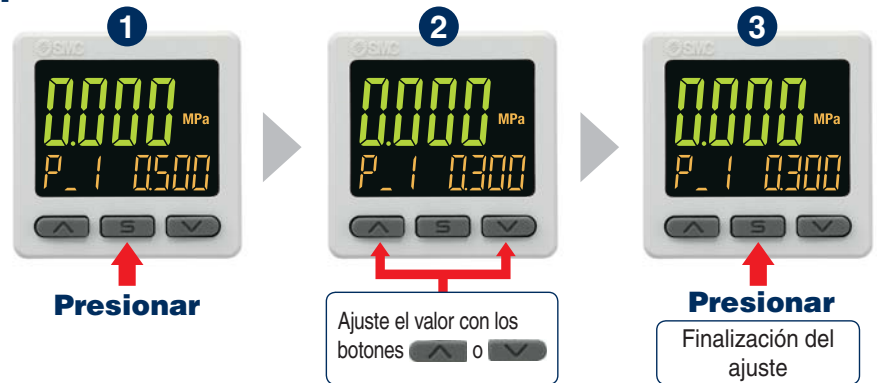 1
2
3
SMC
SMC
SMC
0.000 MPa
0.000 MPa
0.000 MPa
P_1 0.500
P_1 0.300
P_1 0.300
S
S
S
Presionar
Ajuste el valor con los
botones o
Presionar
Finalización del
ajuste